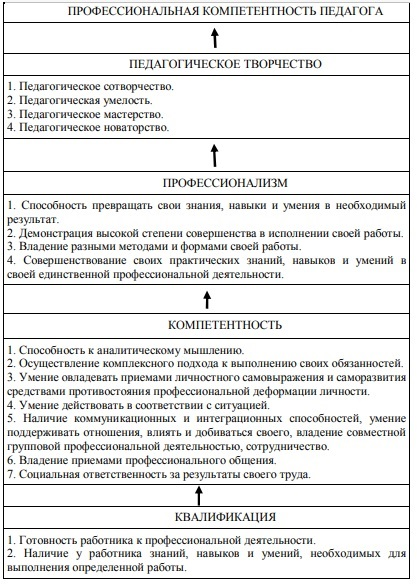 ПРОФЕССИОНАЛЬНАЯ КОМПЕТЕНТНОСТЬ ПЕДАГОГА
ПЕДАГОГИЧЕСКОЕ ТВОРЧЕСТВО
1. Педагогическое сотворчество.
2. Педагогическая умелость.
3. Педагогическое мастерство.
4. Педагогическое новаторство.
ПРОФЕССИОНАЛИЗМ
1. Способность превращать свои знания, навыки и умения в необходимый
результат.
2. Демонстрация высокой степени совершенства в исполнении своей работы.
3. Владение разными методами и формами своей работы.
4. Совершенствование своих практических знаний, навыков и умений в
своей единственной профессиональной деятельности.
КОМПЕТЕНТНОСТЬ
1. Способность к аналитическому мышлению.
2. Осуществление комплексного подхода к выполнению своих обязанностей.
3. Умение овладевать приемами личностного самовыражения и саморазвития
средствами противостояния профессиональной деформации личности.
4. Умение действовать в соответствии с ситуацией.
5. Наличие коммуникационных и интеграционных способностей, умение
поддерживать отношения, влиять и добиваться своего, владение совместной
групповой профессиональной деятельностью, сотрудничество.
6. Владение приемами профессионального общения.
7. Социальная ответственность за результаты своего труда.
КВАЛИФИКАЦИЯ
1. Готовность работника к профессиональной деятельности.
2. Наличие у работника знаний, навыков и умений, необходимых для
выполнения определенной работы.